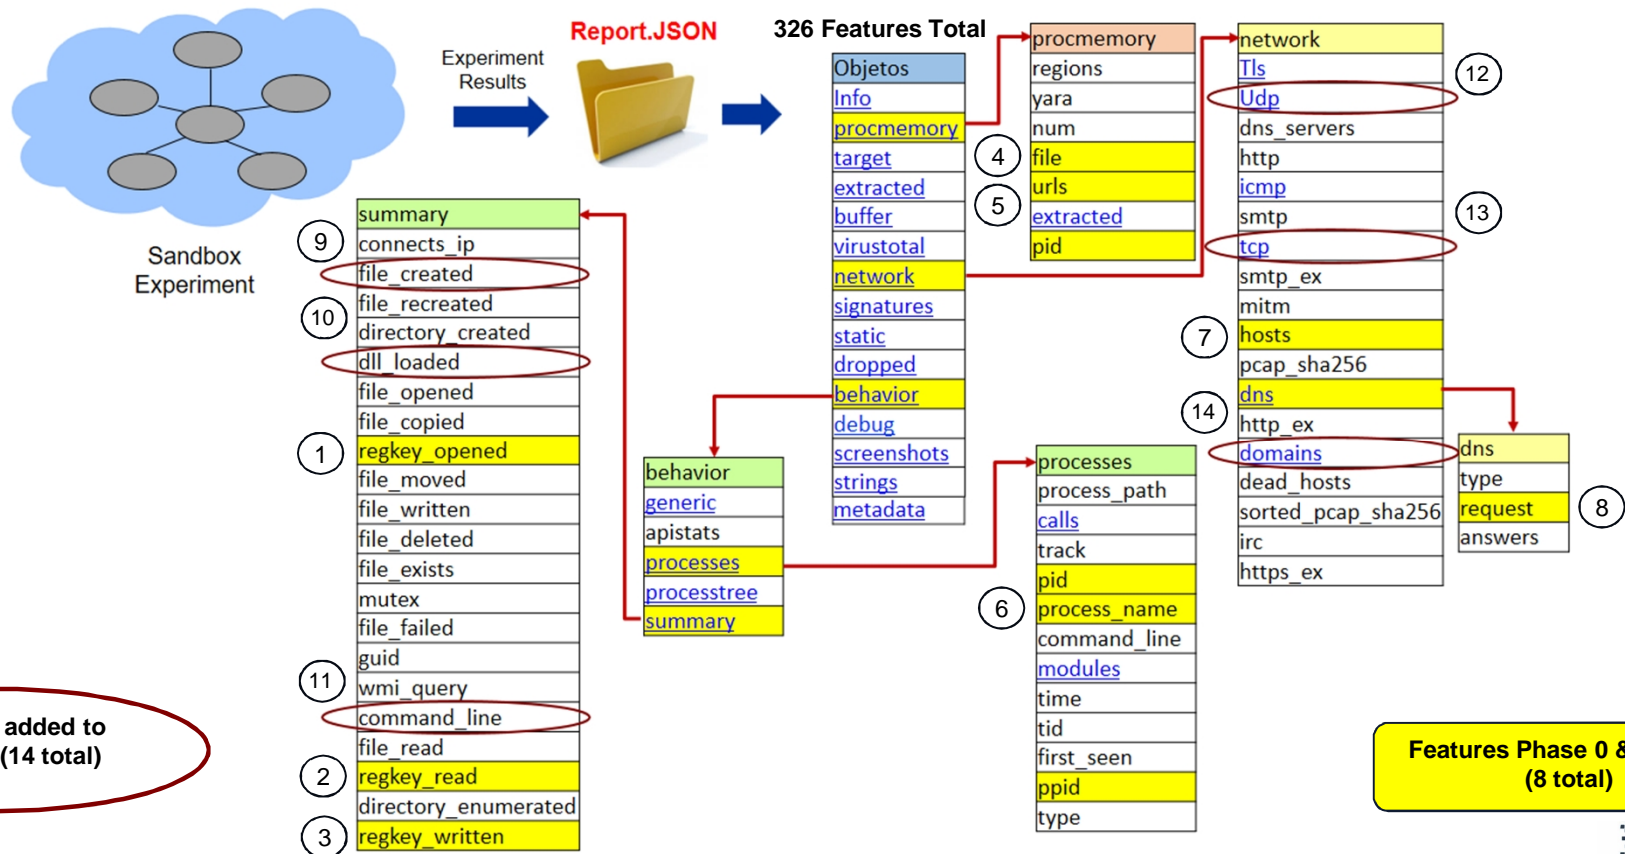 Report.JSON
326 Features Total
Experiment
Results
Sandbox
Experiment
Objetos
Info
procmemory
target
extracted
buffer
virustotal
network
signatures
static
dropped
behavior
debug
screenshots
strings
metadata
procmemory
regions
yara
num
4
file
5
urls
extracted
pid
network
Tls
12
Udp
dns_servers
http
icmp
smtp
13
tcp
smtp_ex
mitm
7
hosts
pcap_sha256
dns
14
http_ex
domains
dead_hosts
sorted_pcap_sha256
irc
https_ex
dns
type
request
8
answers
summary
9
connects_ip
file_created
file_recreated
10
directory_created
dll_loaded
file_opened
file_copied
1
regkey_opened
file_moved
file_written
file_deleted
file_exists
mutex
file_failed
guid
11
wmi_query
command_line
file_read
2
regkey_read
directory_enumerated
3
regkey_written
behavior
generic
apistats
processes
processtree
summary
processes
process_path
calls
track
pid
6
process_name
command_line
modules
time
tid
first_seen
ppid
type
added to
(14 total)
Features Phase 0 &
(8 total)